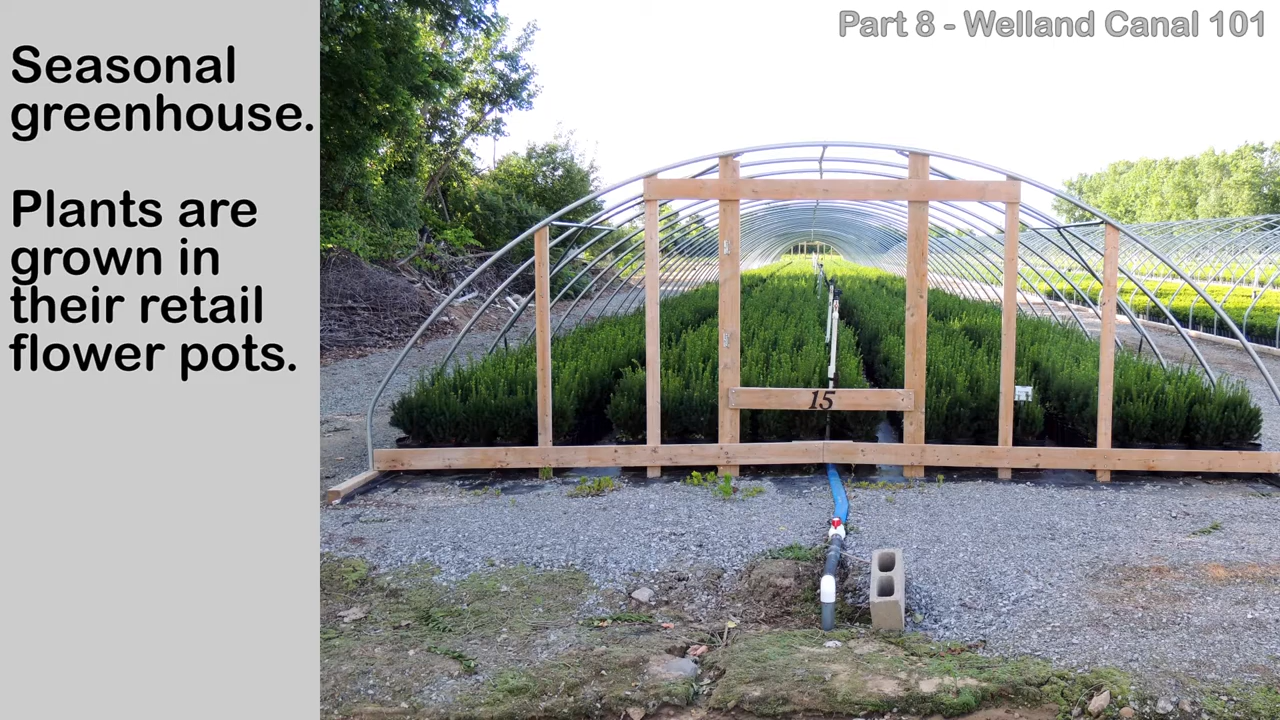 Part 8 - Welland Canal 101
Seasonal
greenhouse.
Plants are
grown in
their retail
flower pots.
15